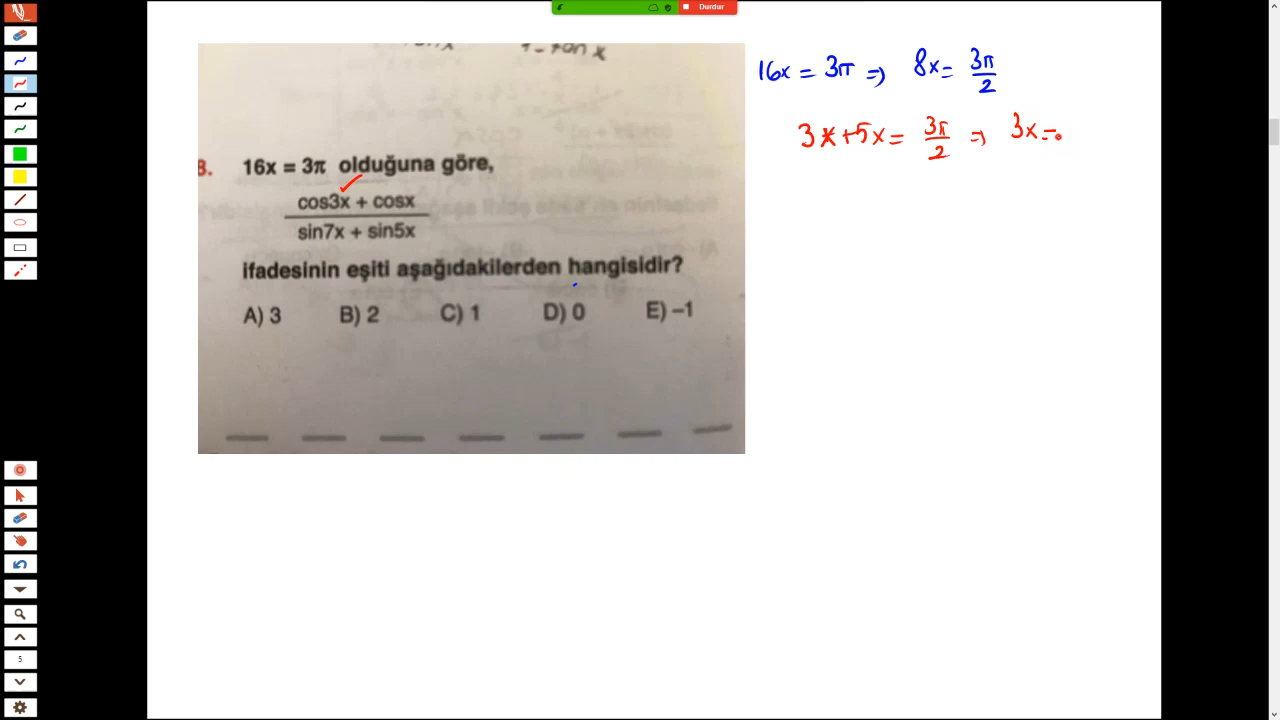 Durdur
16x = 3π ⇒ 8x = 3π/2
3x + 5x = 3π/2 ⇒ 3x =
16x = 3π olduğuna göre,
cos3x + cosx
sin7x + sin5x
ifadesinin eşiti aşağıdakilerden hangisidir?
A) 3 B) 2 C) 1 D) 0 E) –1
5